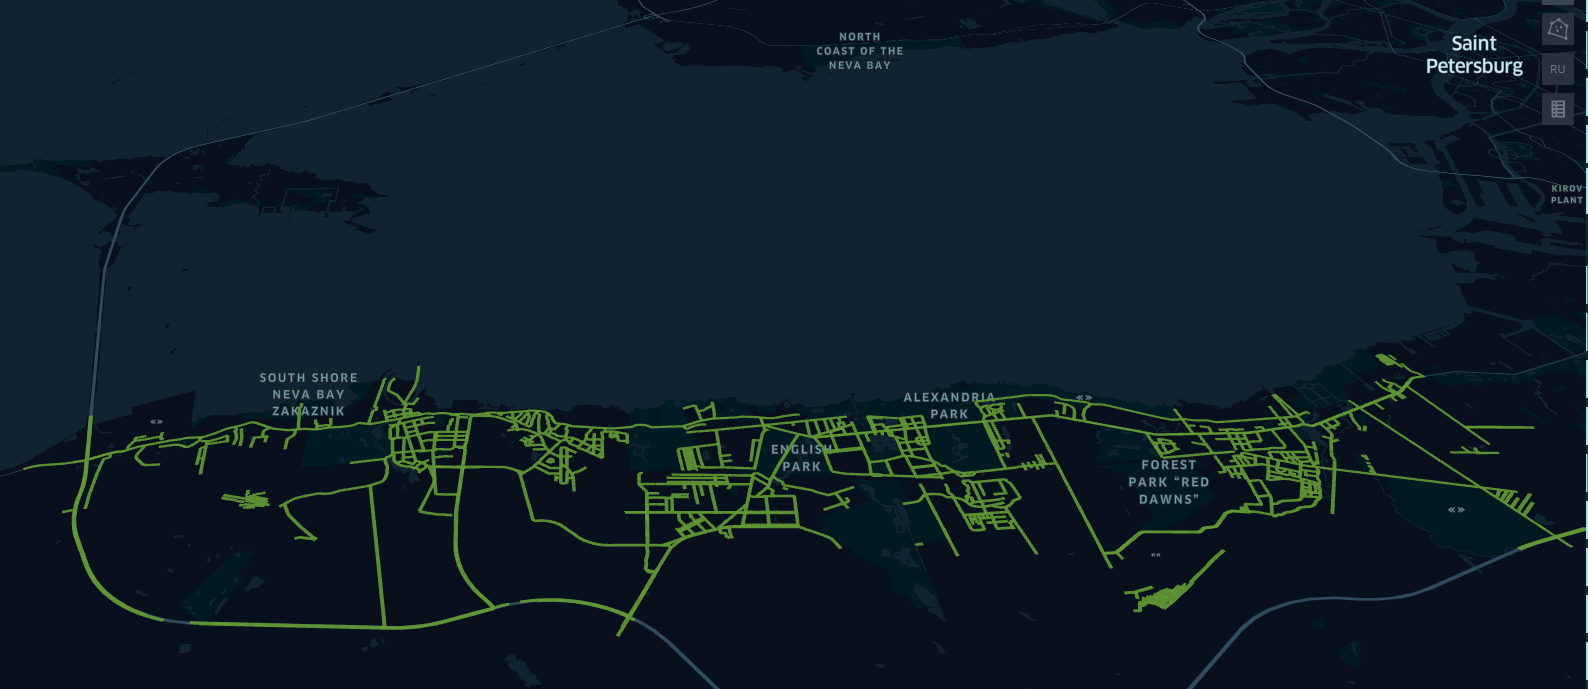 NORTH
COAST OF THE
NEVA BAY
Saint
Petersburg
RU
KIROV
PLANT
SOUTH SHORE
NEVA BAY
ZAKAZNIK
ALEXANDRIA
PARK
ENGLISH
PARK
FOREST
PARK “RED
DAWNS”
«»
«»
«»
""